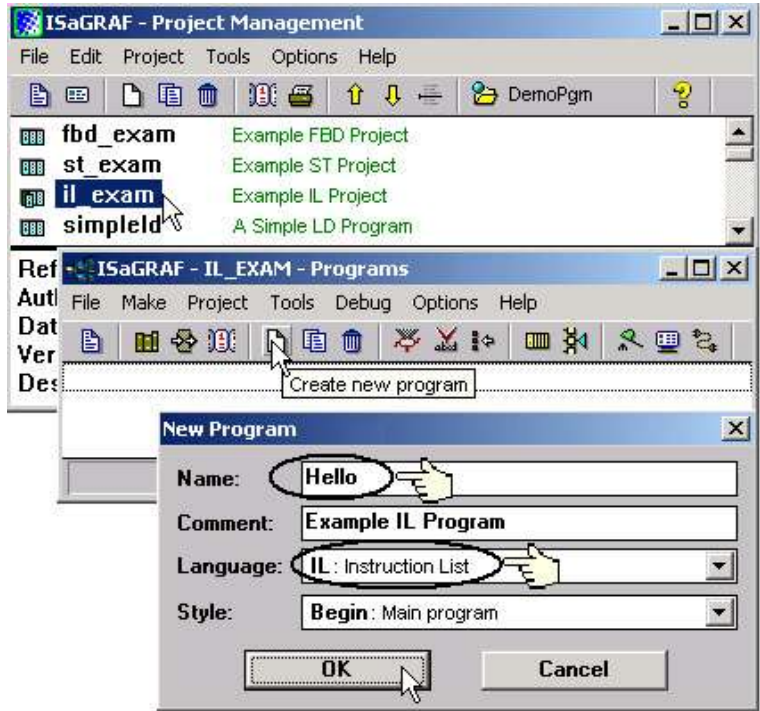 ISaGRAF - Project Management
File Edit Project Tools Options Help
DemoPgm
fbd_exam Example FBD Project
st_exam Example ST Project
il_exam Example IL Project
simpleld A Simple LD Program
Ref
ISaGRAF - IL_EXAM - Programs
Aut
File Make Project Tools Debug Options Help
Dat
Ver
Des
Create new program
New Program
Name: Hello
Comment: Example IL Program
Language: IL : Instruction List
Style: Begin : Main program
OK Cancel